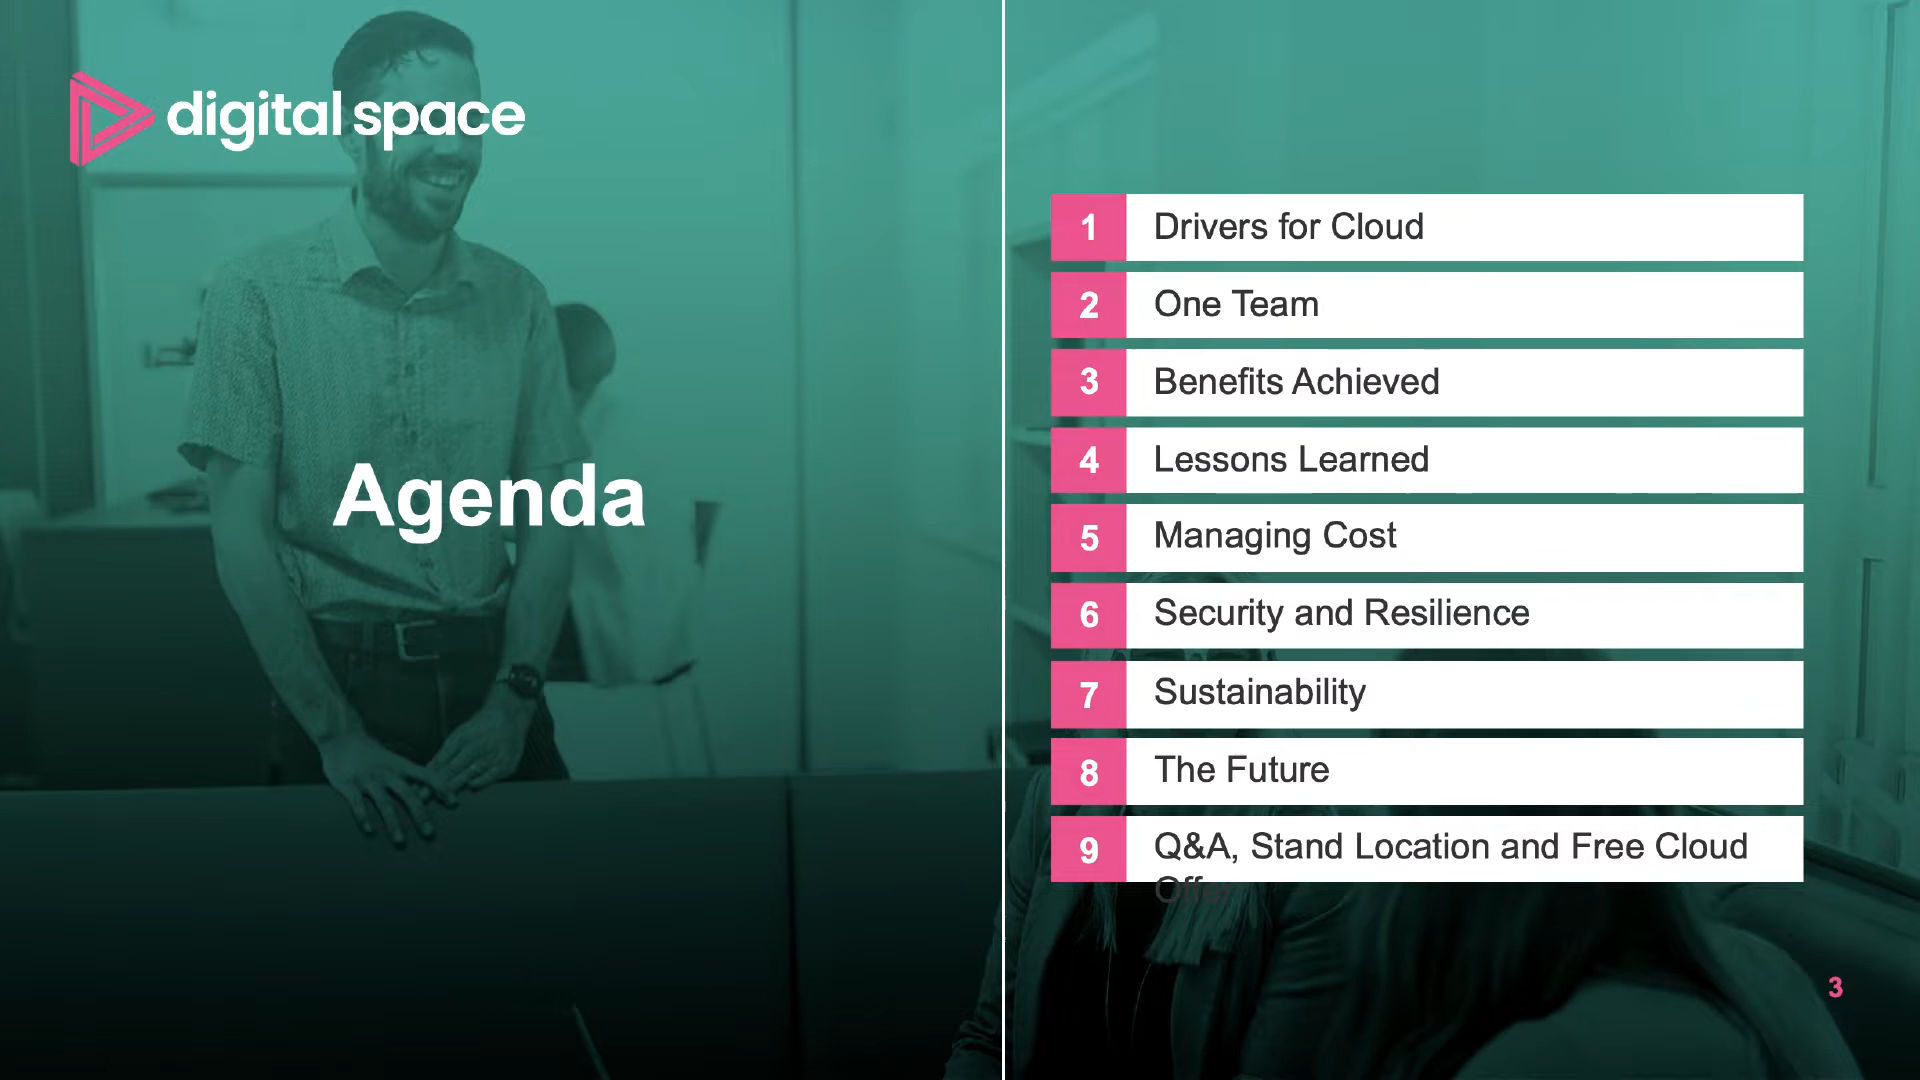 digital space
Agenda
1 Drivers for Cloud
2 One Team
3 Benefits Achieved
4 Lessons Learned
5 Managing Cost
6 Security and Resilience
7 Sustainability
8 The Future
9 Q&A, Stand Location and Free Cloud
Offer
3